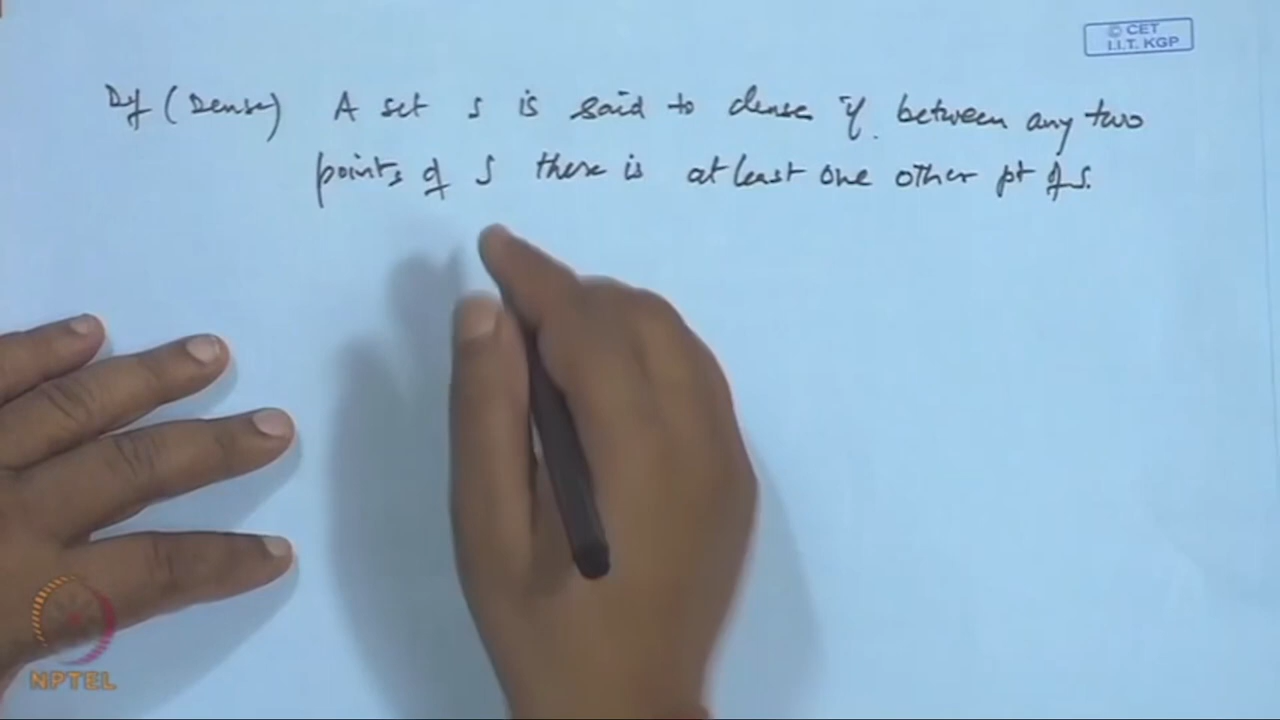 © CET
I.I.T. KGP
Df (Dense) A set S is said to dense if between any two
points of S there is at least one other pt of S.
NPTEL